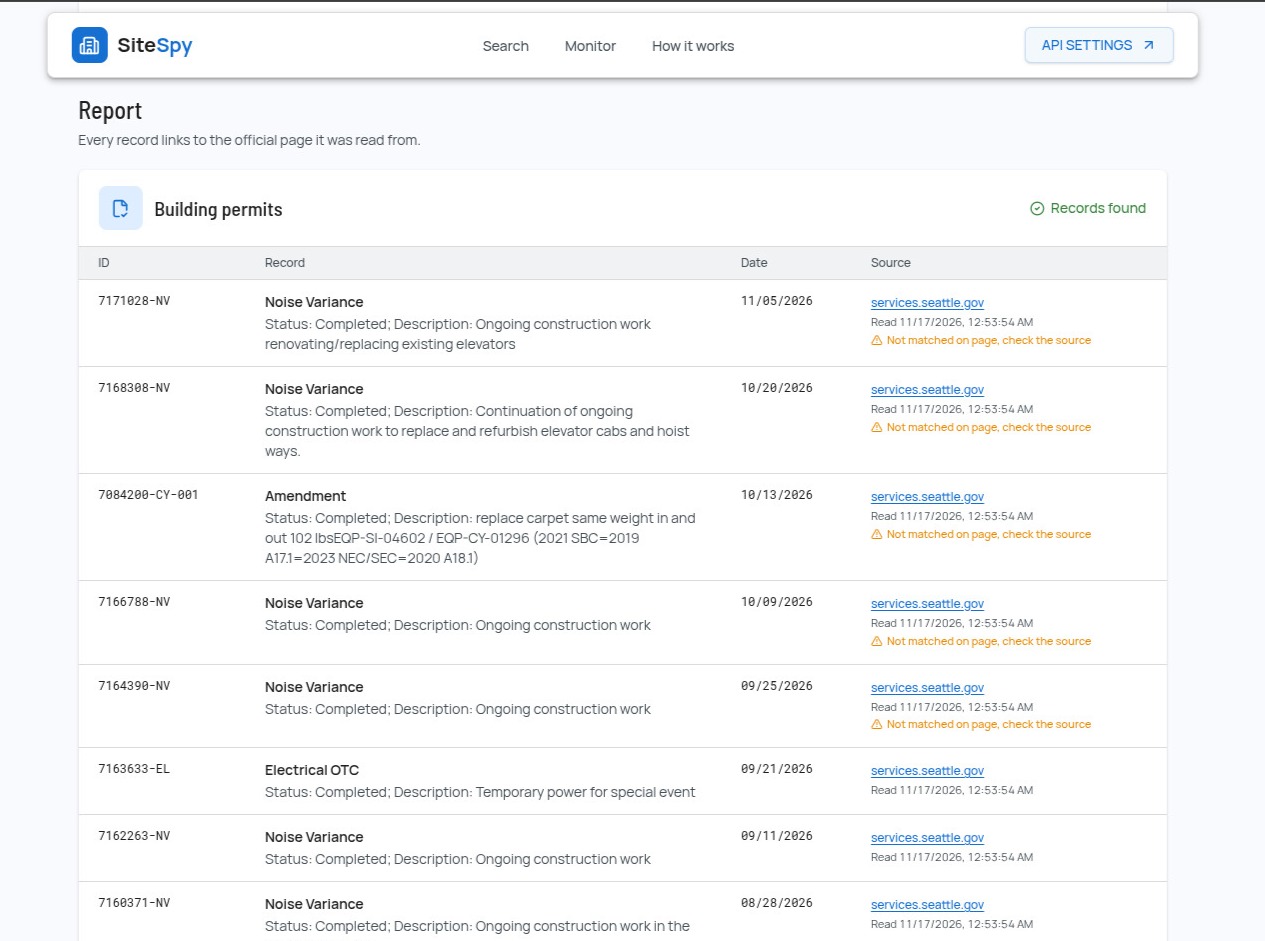 SiteSpy
Search
Monitor
How it works
API SETTINGS
Report
Every record links to the official page it was read from.
Building permits
Records found
ID Record Date Source
7171028-NV Noise Variance 11/05/2026 services.seattle.gov
Status: Completed; Description: Ongoing construction work Read 11/17/2026, 12:53:54 AM
renovating/replacing existing elevators Not matched on page, check the source
7168308-NV Noise Variance 10/20/2026 services.seattle.gov
Status: Completed; Description: Continuation of ongoing Read 11/17/2026, 12:53:54 AM
construction work to replace and refurbish elevator cabs and hoist Not matched on page, check the source
ways.
7084200-CY-001 Amendment 10/13/2026 services.seattle.gov
Status: Completed; Description: replace carpet same weight in and Read 11/17/2026, 12:53:54 AM
out 102 lbsEQP-SI-04602 / EQP-CY-01296 (2021 SBC=2019 Not matched on page, check the source
A17.1=2023 NEC/SEC=2020 A18.1)
7166788-NV Noise Variance 10/09/2026 services.seattle.gov
Status: Completed; Description: Ongoing construction work Read 11/17/2026, 12:53:54 AM
Not matched on page, check the source
7164390-NV Noise Variance 09/25/2026 services.seattle.gov
Status: Completed; Description: Ongoing construction work Read 11/17/2026, 12:53:54 AM
Not matched on page, check the source
7163633-EL Electrical OTC 09/21/2026 services.seattle.gov
Status: Completed; Description: Temporary power for special event Read 11/17/2026, 12:53:54 AM
7162263-NV Noise Variance 09/11/2026 services.seattle.gov
Status: Completed; Description: Ongoing construction work Read 11/17/2026, 12:53:54 AM
7160371-NV Noise Variance 08/28/2026 services.seattle.gov
Status: Completed; Description: Ongoing construction work in the Read 11/17/2026, 12:53:54 AM